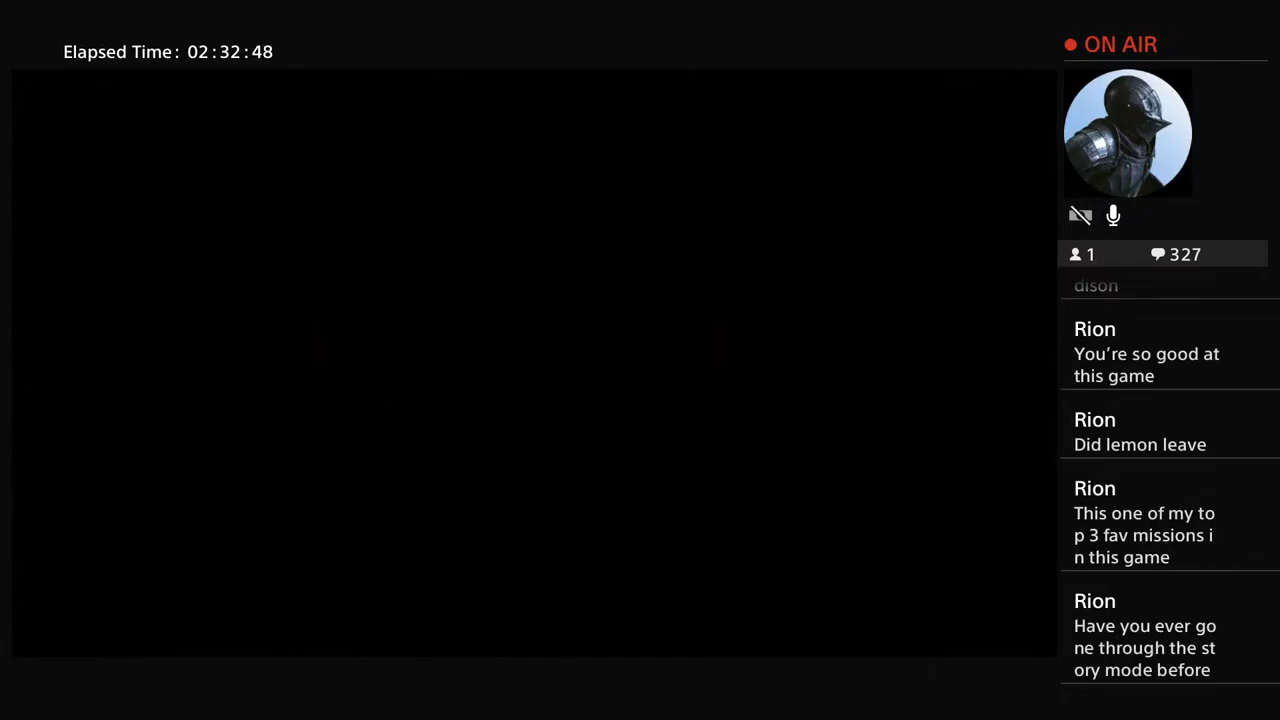 Elapsed Time: 02:32:48
ON AIR
1 327
dison
Rion
You're so good at
this game
Rion
Did lemon leave
Rion
This one of my to
p 3 fav missions i
n this game
Rion
Have you ever go
ne through the st
ory mode before